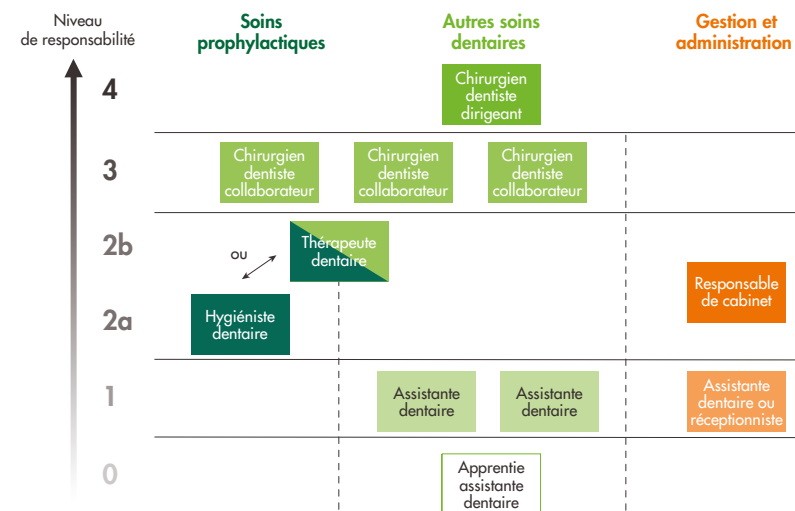 Niveau
de responsabilité
Soins
prophylactiques
Autres soins
dentaires
Gestion et
administration
4
Chirurgien
dentiste
dirigeant
3
Chirurgien
dentiste
collaborateur
Chirurgien
dentiste
collaborateur
Chirurgien
dentiste
collaborateur
2b
ou
Thérapeute
dentaire
Responsable
de cabinet
2a
Hygiéniste
dentaire
1
Assistante
dentaire
Assistante
dentaire
Assistante
dentaire ou
réceptionniste
0
Apprentie
assistante
dentaire